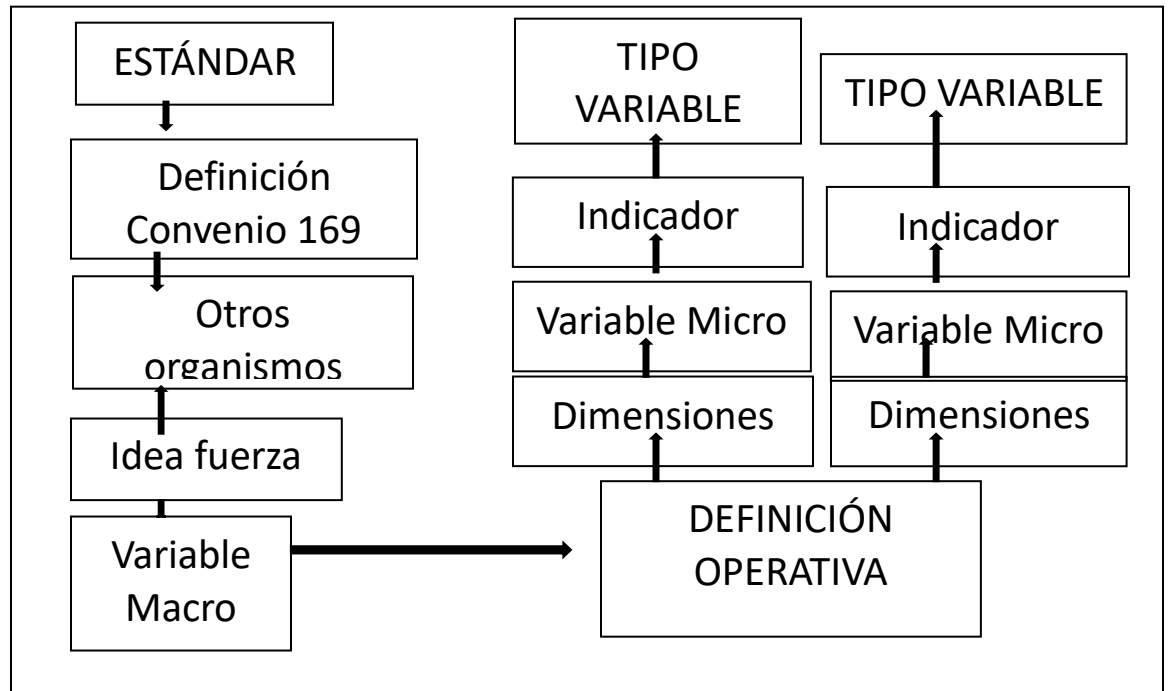 ESTÁNDAR
Definición
Convenio 169
Otros
organismos
Idea fuerza
Variable
Macro
TIPO
VARIABLE
Indicador
Variable Micro
Dimensiones
TIPO VARIABLE
Indicador
Variable Micro
Dimensiones
DEFINICIÓN
OPERATIVA